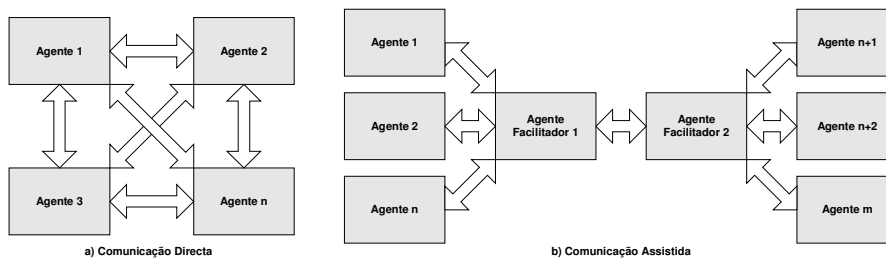 Agente 1
Agente 2
Agente 3
Agente n
a) Comunicação Directa
Agente 1
Agente 2
Agente n
Agente
Facilitador 1
Agente
Facilitador 2
Agente n+1
Agente n+2
Agente m
b) Comunicação Assistida